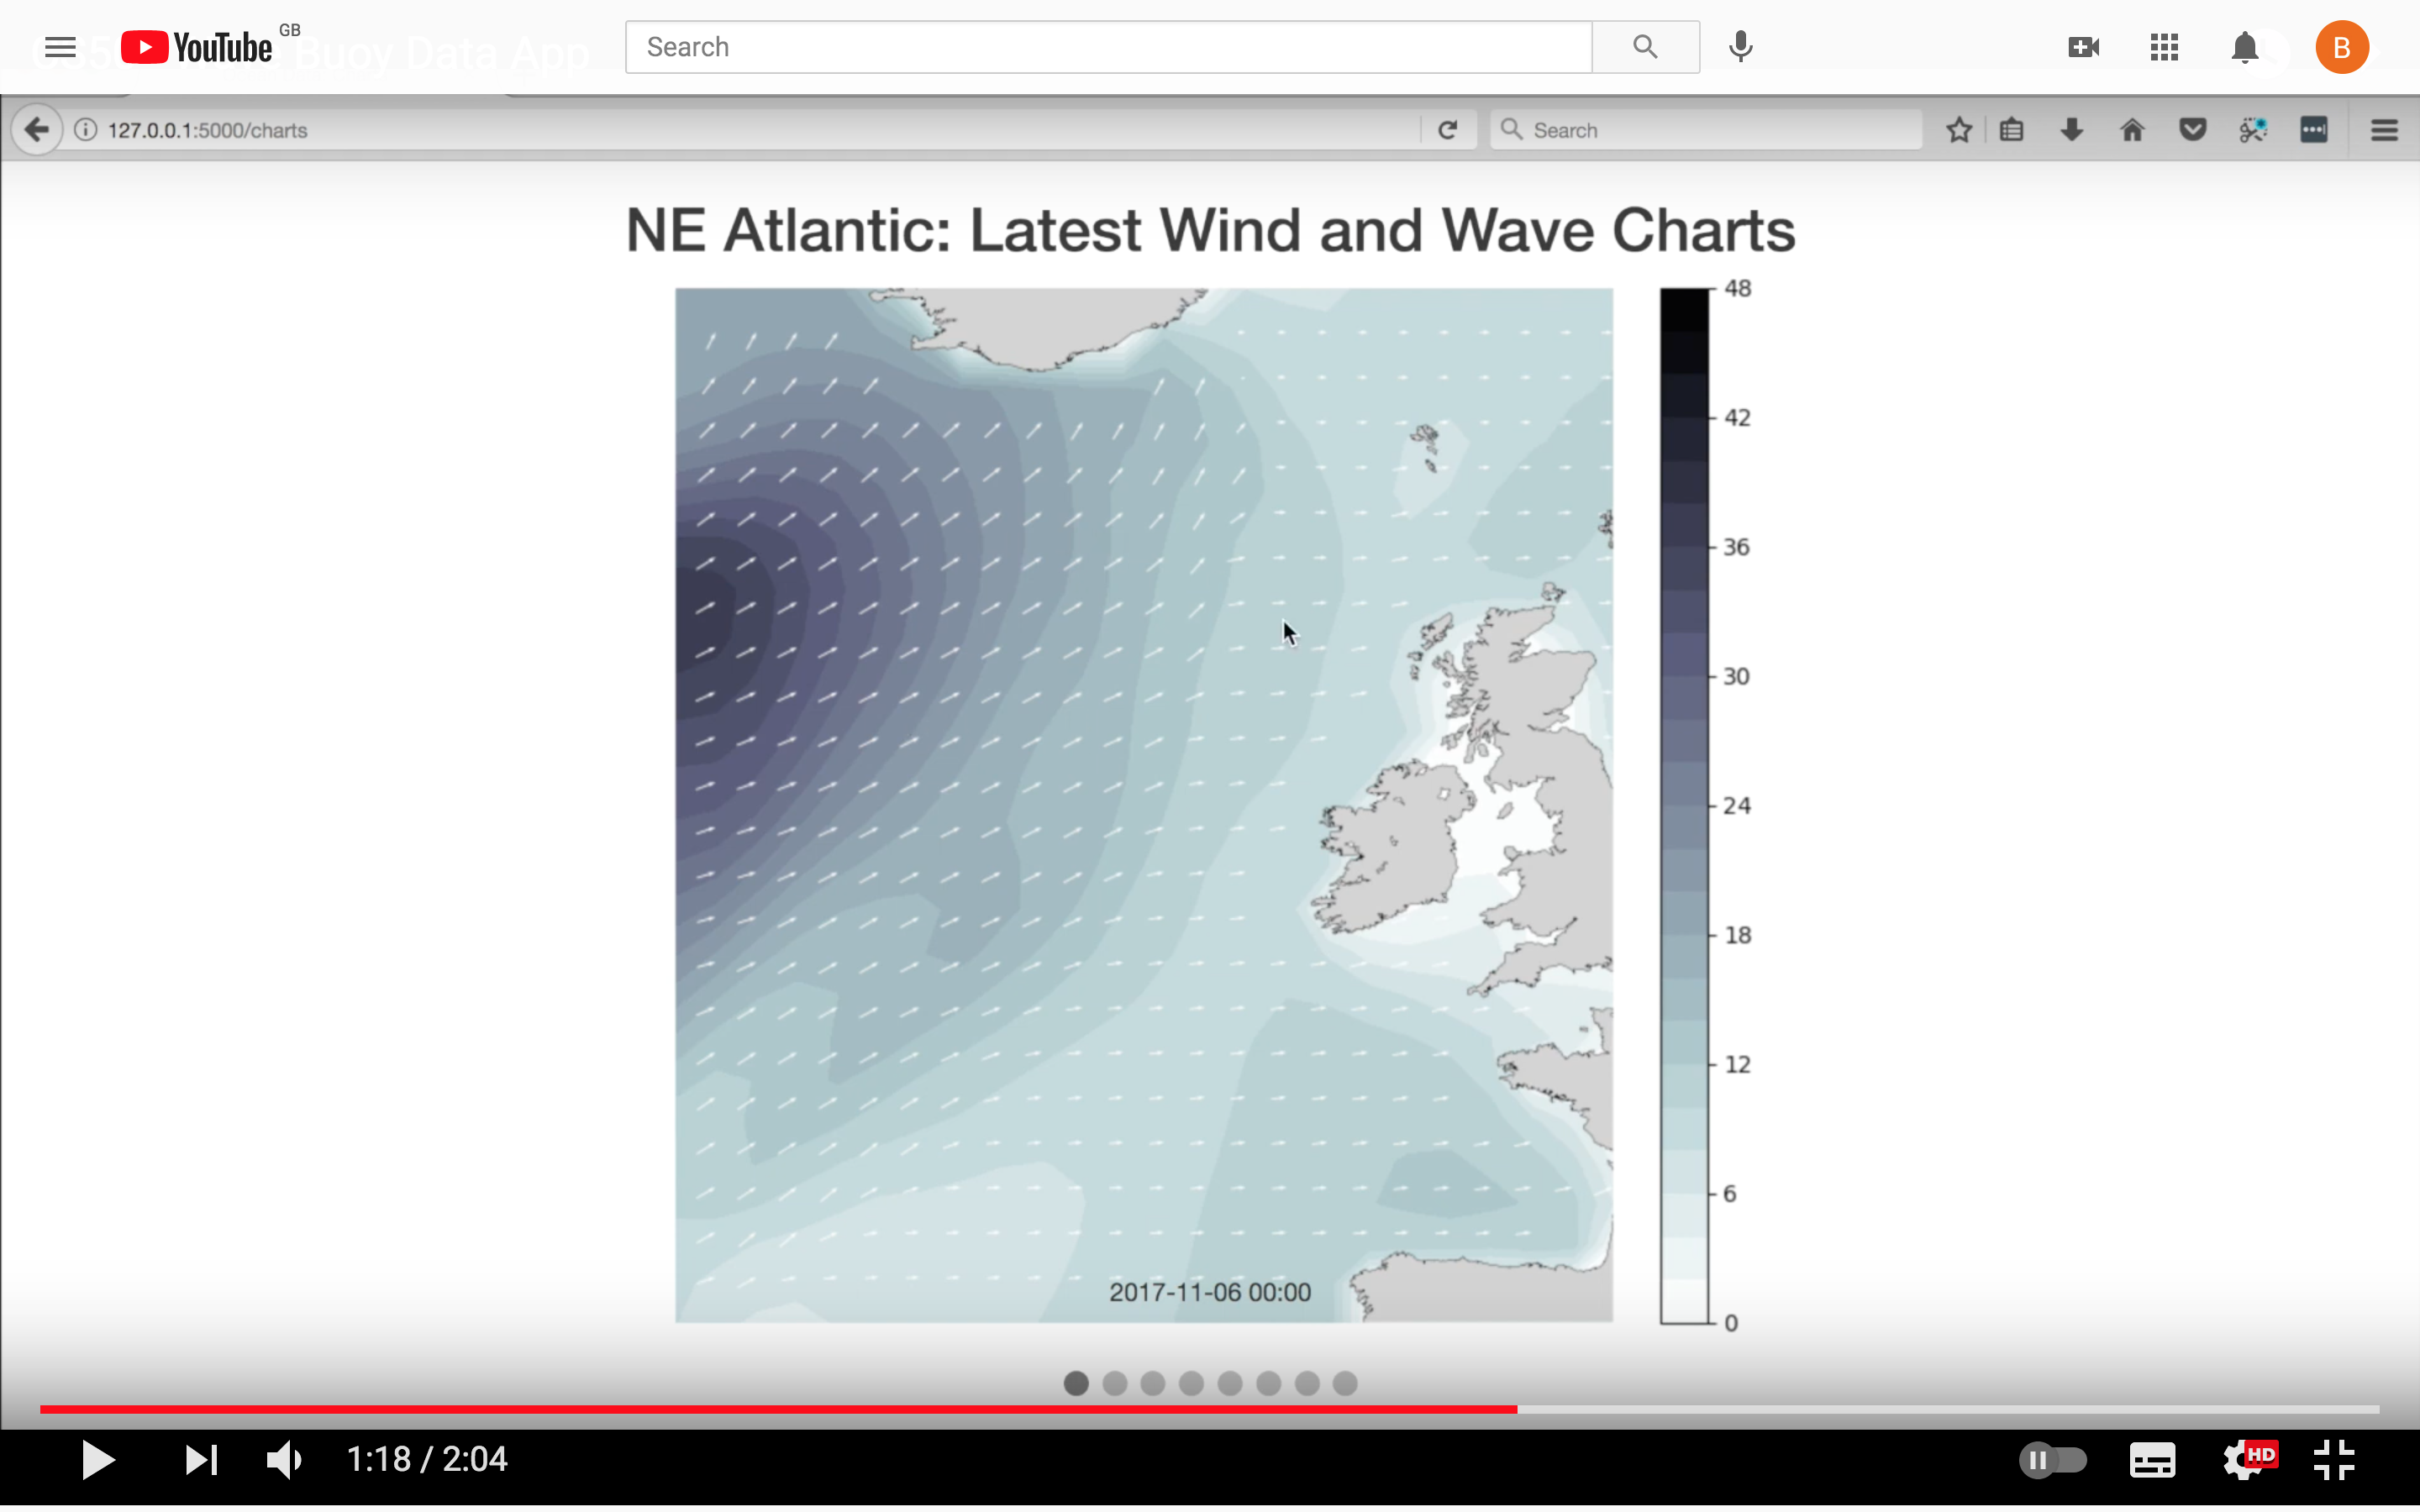 YouTube GB
Search
B
Buoy Data App
127.0.0.1:5000/charts
Search
NE Atlantic: Latest Wind and Wave Charts
48
42
36
30
24
18
12
6
0
2017-11-06 00:00
1:18 / 2:04
HD